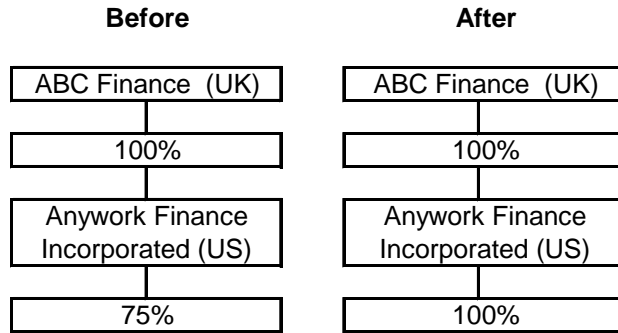 Before
After
ABC Finance (UK)
ABC Finance (UK)
100%
100%
Anywork Finance
Incorporated (US)
Anywork Finance
Incorporated (US)
75%
100%